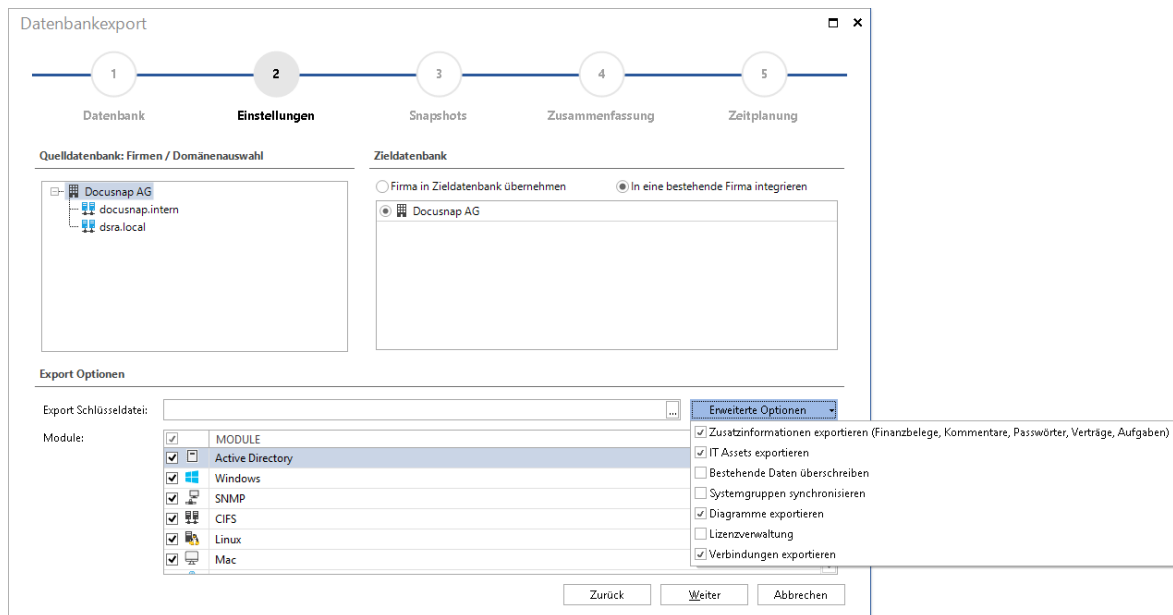 Datenbankexport
1
2
3
4
5
Datenbank
Einstellungen
Snapshots
Zusammenfassung
Zeitplanung
Quelldatenbank: Firmen / Domänenauswahl
Zieldatenbank
Docusnap AG
docusnap.intern
dsra.local
Firma in Zieldatenbank übernehmen
In eine bestehende Firma integrieren
Docusnap AG
Export Optionen
Export Schlüsseldatei:
...
Erweiterte Optionen
Module:
MODULE
Active Directory
Windows
SNMP
CIFS
Linux
Mac
Zusatzinformationen exportieren (Finanzbelege, Kommentare, Passwörter, Verträge, Aufgaben)
IT Assets exportieren
Bestehende Daten überschreiben
Systemgruppen synchronisieren
Diagramme exportieren
Lizenzverwaltung
Verbindungen exportieren
Zurück
Weiter
Abbrechen